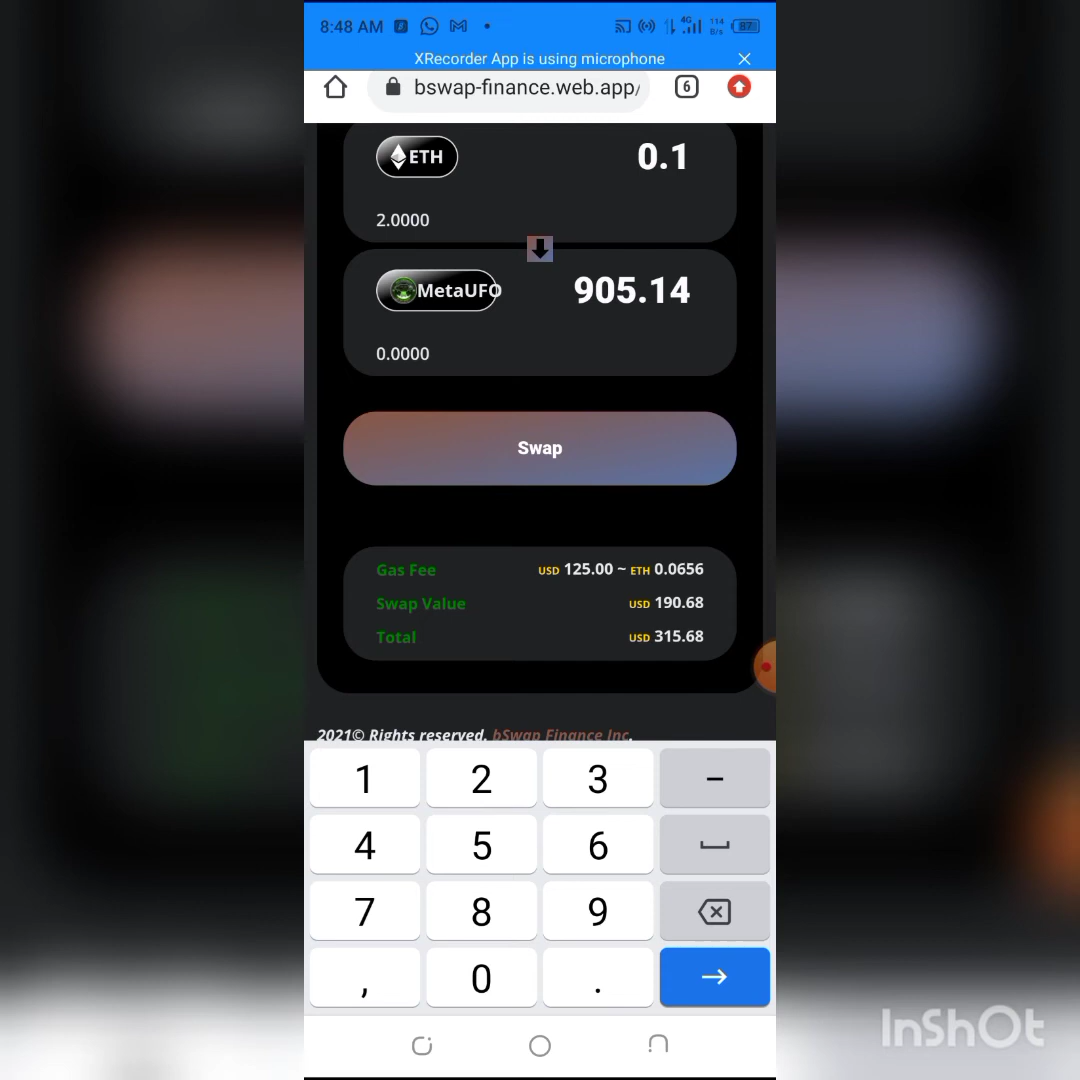 8:48 AM
4G 114 B/s 87
XRecorder App is using microphone
bswap-finance.web.app/
6
ETH 0.1
2.0000
MetaUFO 905.14
0.0000
Swap
Gas Fee USD 125.00 ~ ETH 0.0656
Swap Value USD 190.68
Total USD 315.68
2021© Rights reserved. bSwap Finance Inc.
1 2 3 –
4 5 6
7 8 9
, 0 .
InShOt